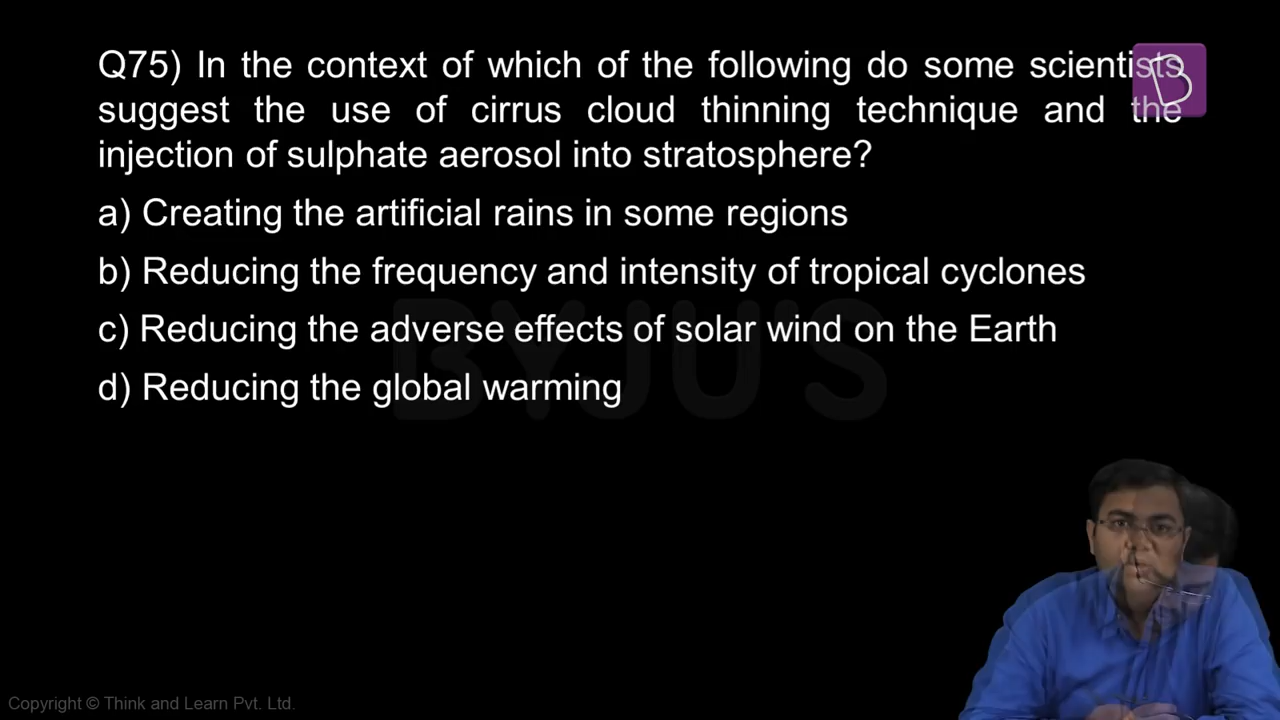 Q75) In the context of which of the following do some scientists
suggest the use of cirrus cloud thinning technique and the
injection of sulphate aerosol into stratosphere?
a) Creating the artificial rains in some regions
b) Reducing the frequency and intensity of tropical cyclones
c) Reducing the adverse effects of solar wind on the Earth
d) Reducing the global warming
BYJU'S
B
Copyright © Think and Learn Pvt. Ltd.